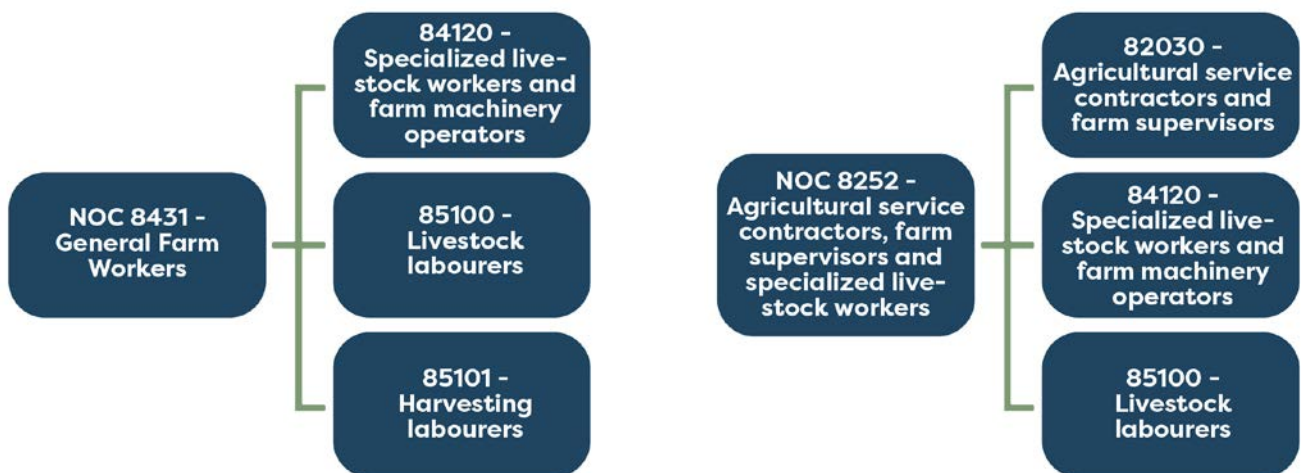 NOC 8431 -
General Farm
Workers
84120 -
Specialized live-
stock workers and
farm machinery
operators
85100 -
Livestock
labourers
85101 -
Harvesting
labourers
NOC 8252 -
Agricultural service
contractors, farm
supervisors and
specialized live-
stock workers
82030 -
Agricultural service
contractors and
farm supervisors
84120 -
Specialized live-
stock workers and
farm machinery
operators
85100 -
Livestock
labourers